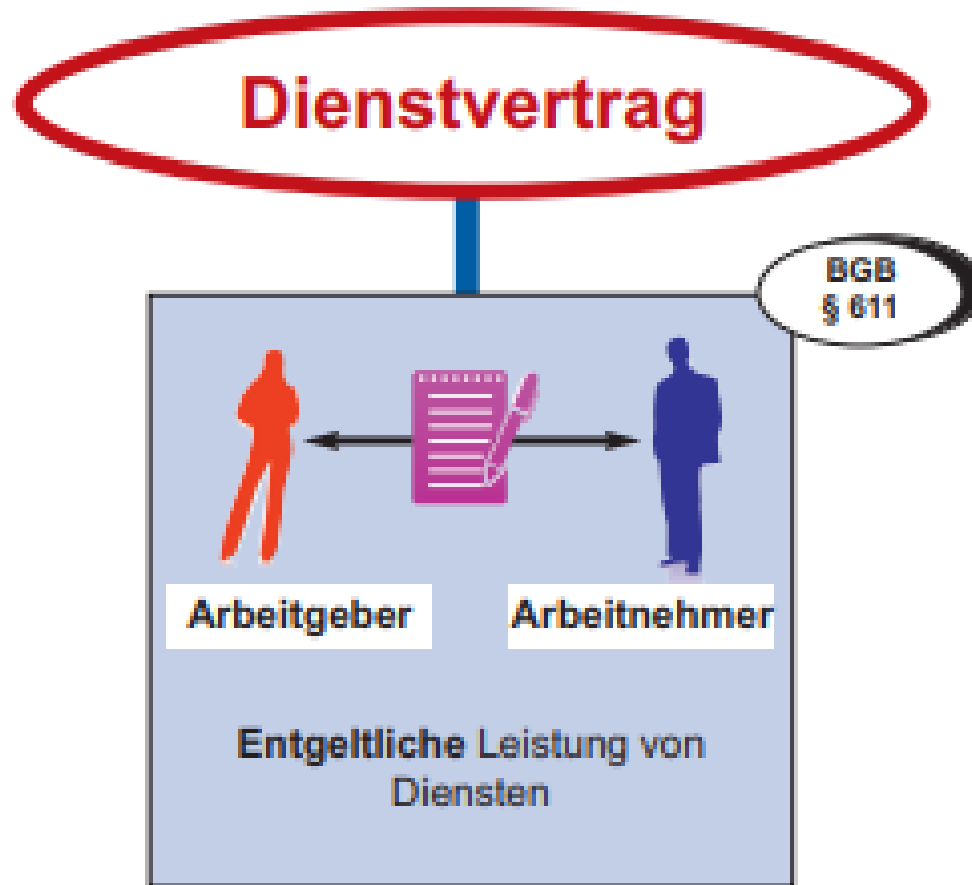 Dienstvertrag
BGB
§ 611
Arbeitgeber
Arbeitnehmer
Entgeltliche Leistung von
Diensten